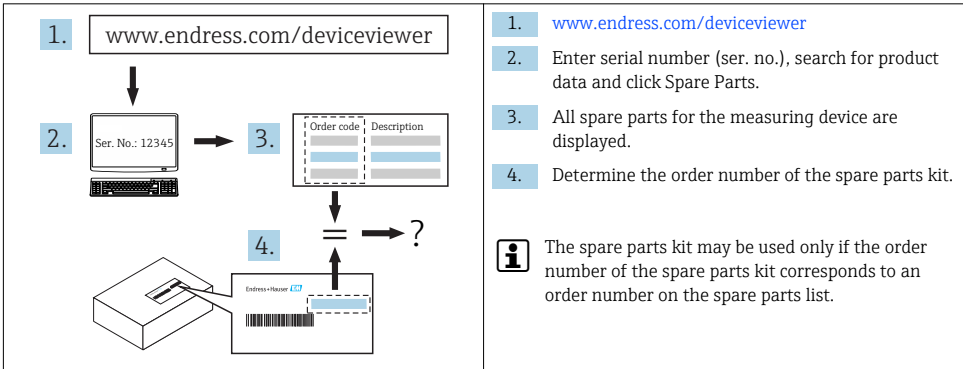 1.
www.endress.com/deviceviewer
2.
Ser. No.: 12345
3.
Order code Description
= ?
4.
Endress+Hauser EH
1. www.endress.com/deviceviewer
2. Enter serial number (ser. no.), search for product
data and click Spare Parts.
3. All spare parts for the measuring device are
displayed.
4. Determine the order number of the spare parts kit.
i The spare parts kit may be used only if the order
number of the spare parts kit corresponds to an
order number on the spare parts list.